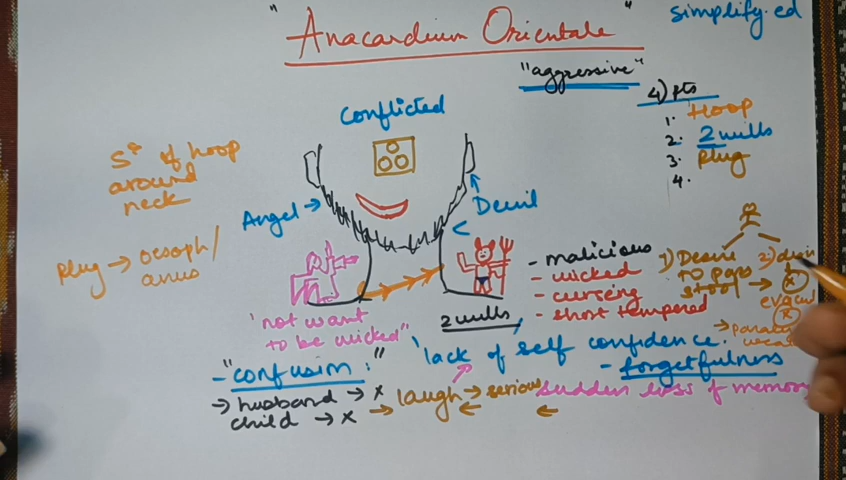 "Anacardium Orientale"
simplify.ed
"aggressive"
4) pts
1. Hoop
2. 2 wills
3. Plug
4.
Conflicted
S* of hoop
around
neck
Angel →
Devil
Plug → oesoph/
anus
'not want
to be wicked"
2 wills
- malicious
- wicked
- cursing
- short tempered
1) Desire
to pass
stool →
2)
evacu
- "confusion:"
→ husband → x
child → x
'lack of self confidence.
- forgetfulness
sudden loss of memory
→ laugh → serious